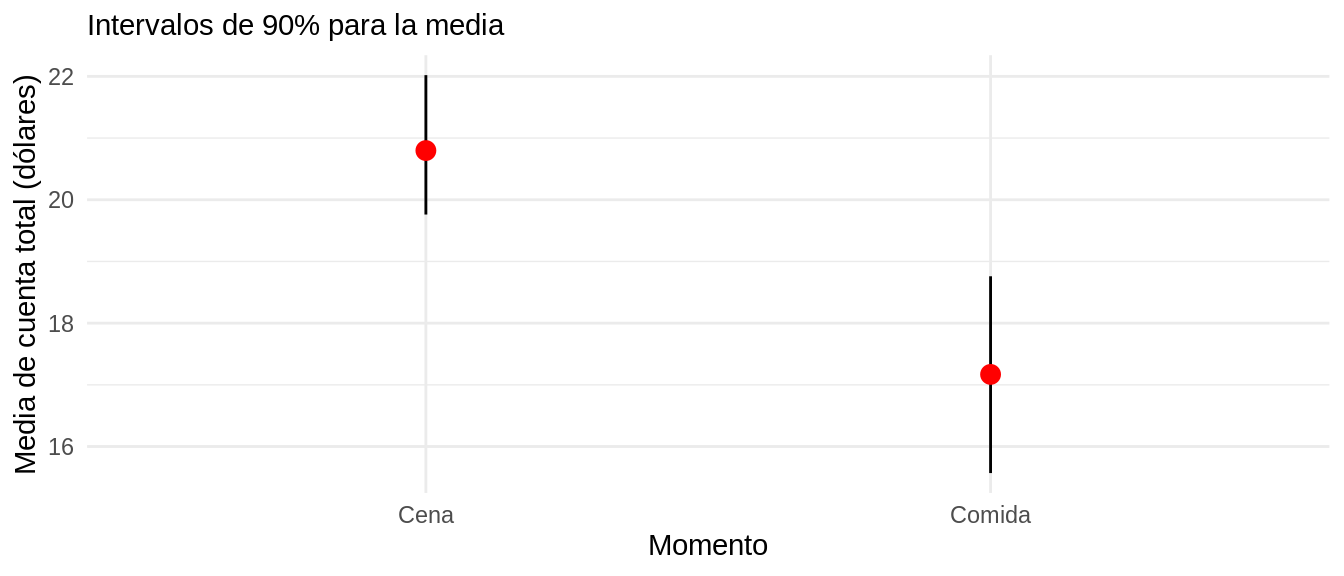 Intervalos de 90% para la media
Media de cuenta total (dólares)
22
20
18
16
Cena
Comida
Momento